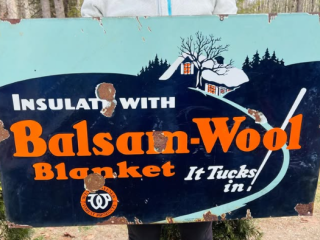 INSULATE WITH
Balsam-Wool
Blanket
It Tucks
in!
W